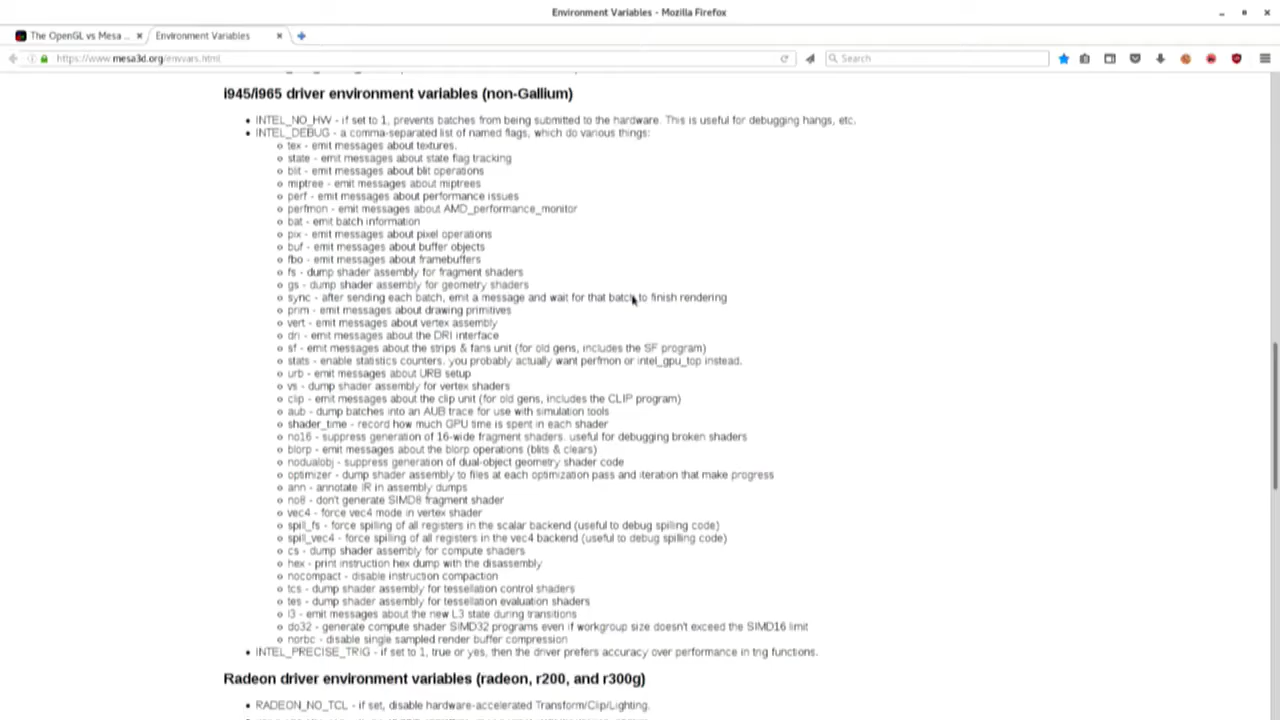 Environment Variables - Mozilla Firefox
The OpenGL vs Mesa ...
Environment Variables
https://www.mesa3d.org/envvars.html
Search
i945/i965 driver environment variables (non-Gallium)
INTEL_NO_HW - if set to 1, prevents batches from being submitted to the hardware. This is useful for debugging hangs, etc.
INTEL_DEBUG - a comma-separated list of named flags, which do various things:
tex - emit messages about textures.
state - emit messages about state flag tracking
blit - emit messages about blit operations
miptree - emit messages about miptrees
perf - emit messages about performance issues
perfmon - emit messages about AMD_performance_monitor
bat - emit batch information
pix - emit messages about pixel operations
buf - emit messages about buffer objects
fbo - emit messages about framebuffers
fs - dump shader assembly for fragment shaders
gs - dump shader assembly for geometry shaders
sync - after sending each batch, emit a message and wait for that batch to finish rendering
prim - emit messages about drawing primitives
vert - emit messages about vertex assembly
dri - emit messages about the DRI interface
sf - emit messages about the strips & fans unit (for old gens, includes the SF program)
stats - enable statistics counters. you probably actually want perfmon or intel_gpu_top instead.
urb - emit messages about URB setup
vs - dump shader assembly for vertex shaders
clip - emit messages about the clip unit (for old gens, includes the CLIP program)
aub - dump batches into an AUB trace for use with simulation tools
shader_time - record how much GPU time is spent in each shader
no16 - suppress generation of 16-wide fragment shaders. useful for debugging broken shaders
blorp - emit messages about the blorp operations (blits & clears)
nodualobj - suppress generation of dual-object geometry shader code
optimizer - dump shader assembly to files at each optimization pass and iteration that make progress
ann - annotate IR in assembly dumps
no8 - don't generate SIMD8 fragment shader
vec4 - force vec4 mode in vertex shader
spill_fs - force spilling of all registers in the scalar backend (useful to debug spilling code)
spill_vec4 - force spilling of all registers in the vec4 backend (useful to debug spilling code)
cs - dump shader assembly for compute shaders
hex - print instruction hex dump with the disassembly
nocompact - disable instruction compaction
tcs - dump shader assembly for tessellation control shaders
tes - dump shader assembly for tessellation evaluation shaders
l3 - emit messages about the new L3 state during transitions
do32 - generate compute shader SIMD32 programs even if workgroup size doesn't exceed the SIMD16 limit
norbc - disable single sampled render buffer compression
INTEL_PRECISE_TRIG - if set to 1, true or yes, then the driver prefers accuracy over performance in trig functions.
Radeon driver environment variables (radeon, r200, and r300g)
RADEON_NO_TCL - if set, disable hardware-accelerated Transform/Clip/Lighting.